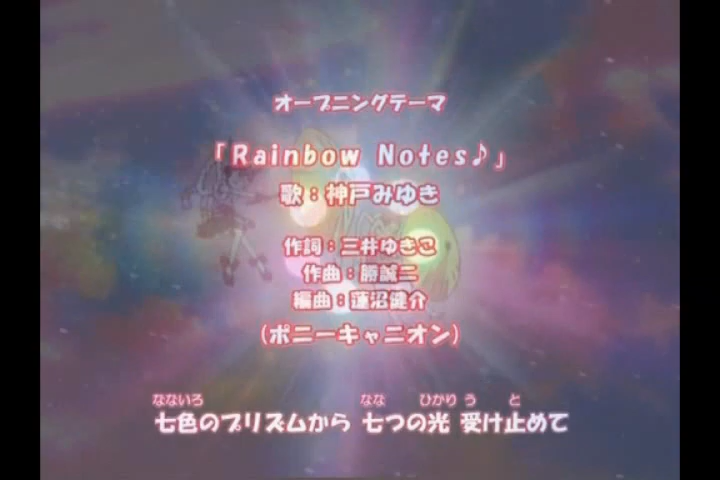 オープニングテーマ
「Rainbow Notes♪」
歌：神戸みゆき
作詞：三井ゆきこ
作曲：勝誠二
編曲：蓮沼健介
(ポニーキャニオン)
なないろ なな ひかり う と
七色のプリズムから 七つの光 受け止めて